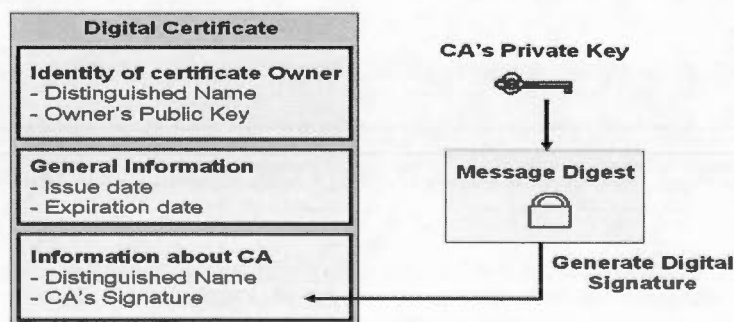 Digital Certificate
Identity of certificate Owner
- Distinguished Name
- Owner's Public Key
General Information
- Issue date
- Expiration date
Information about CA
- Distinguished Name
- CA's Signature
CA's Private Key
Message Digest
Generate Digital
Signature